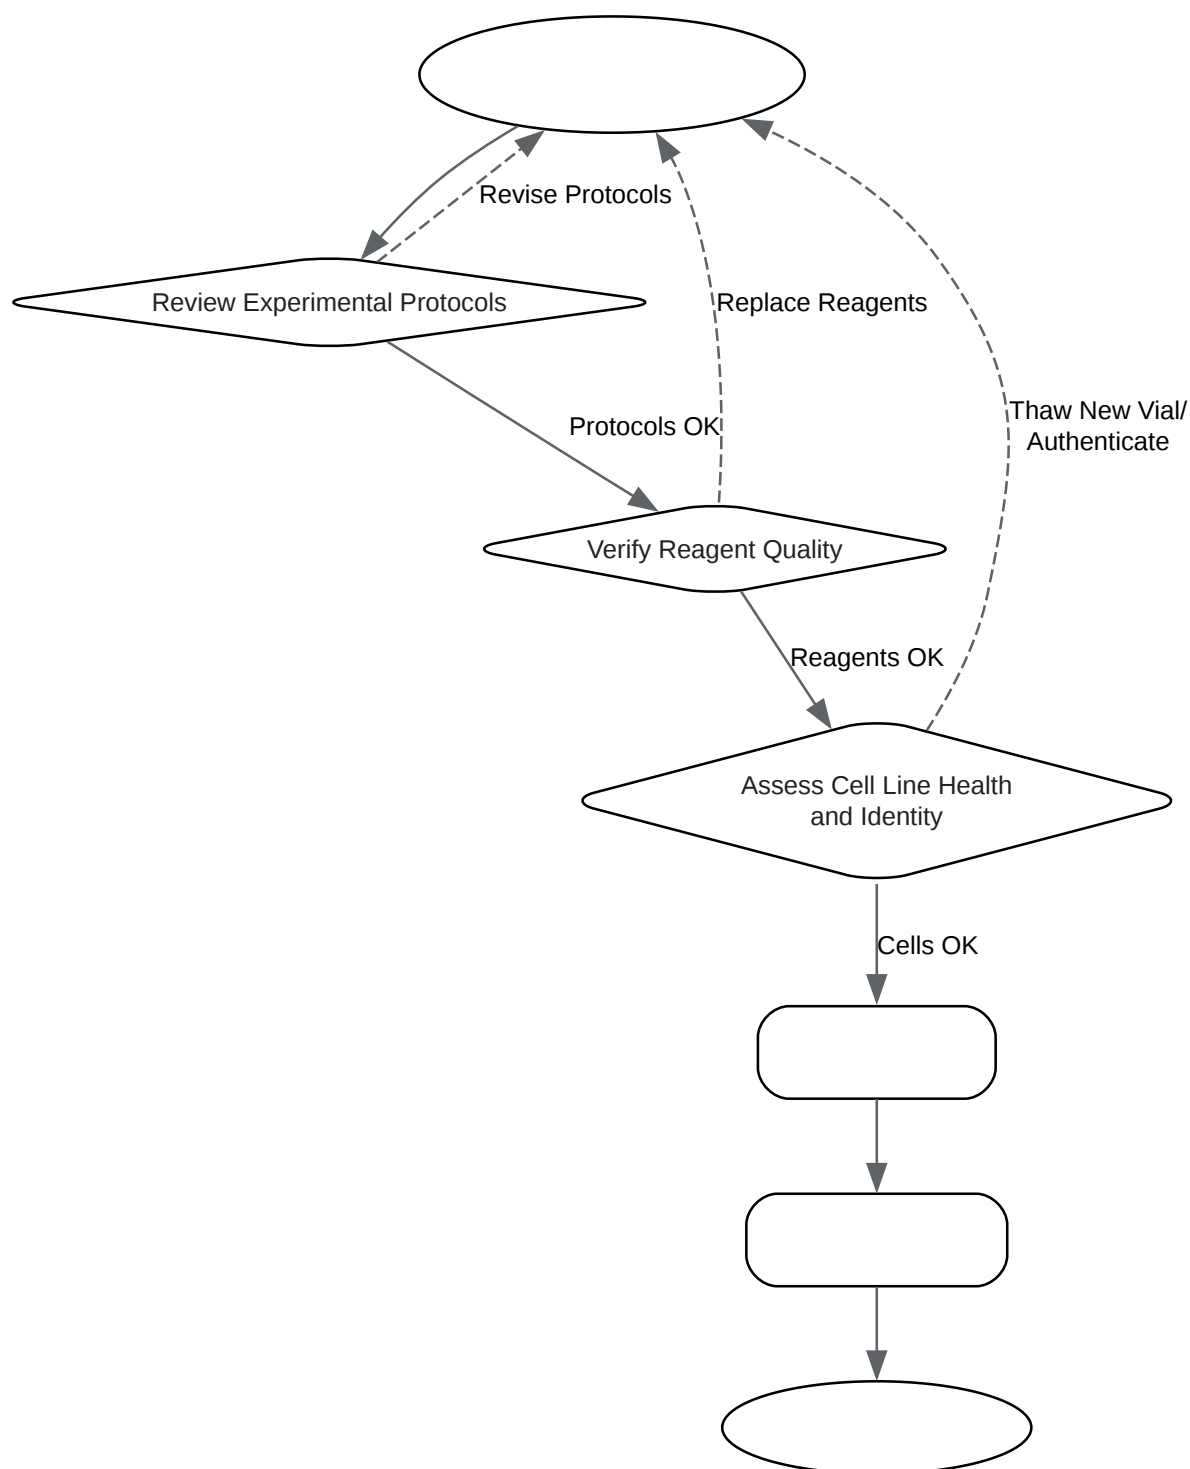 Revise Protocols
Review Experimental Protocols
Replace Reagents
Thaw New Vial/
Authenticate
Protocols OK
Verify Reagent Quality
Reagents OK
Assess Cell Line Health
and Identity
Cells OK